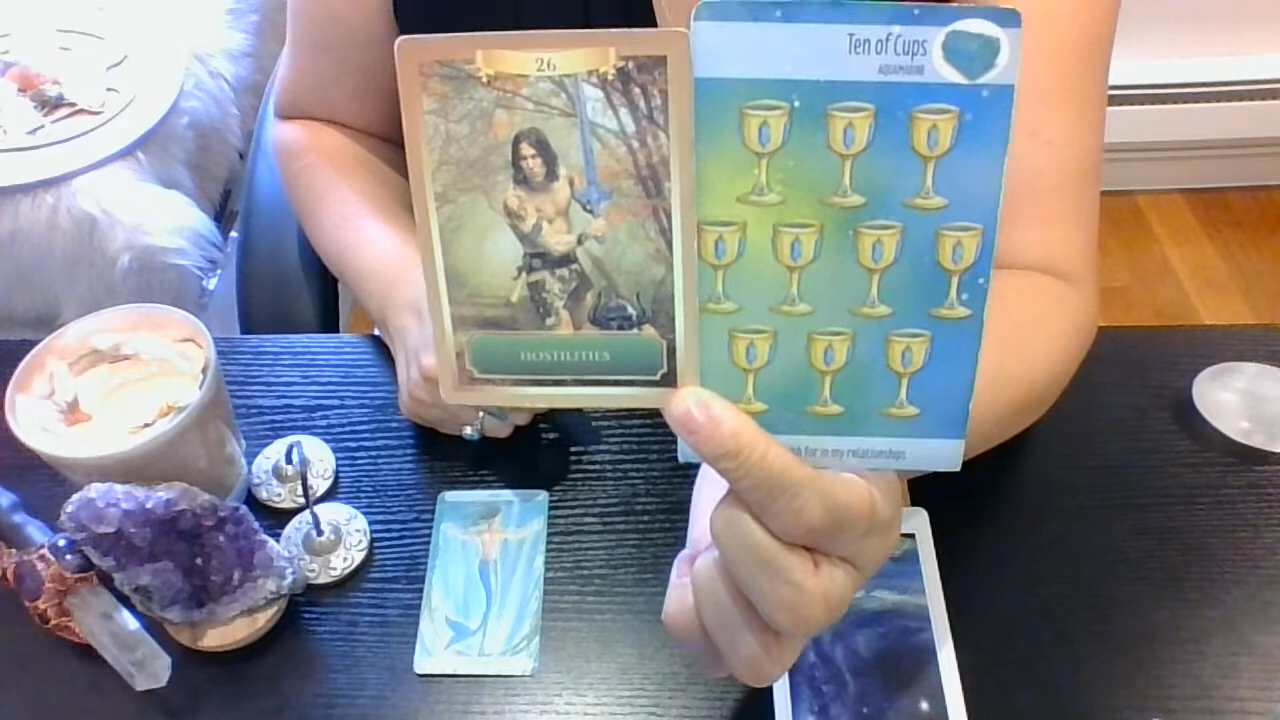 26
HOSTILITIES
Ten of Cups
AQUAMARINE
for in my relationships